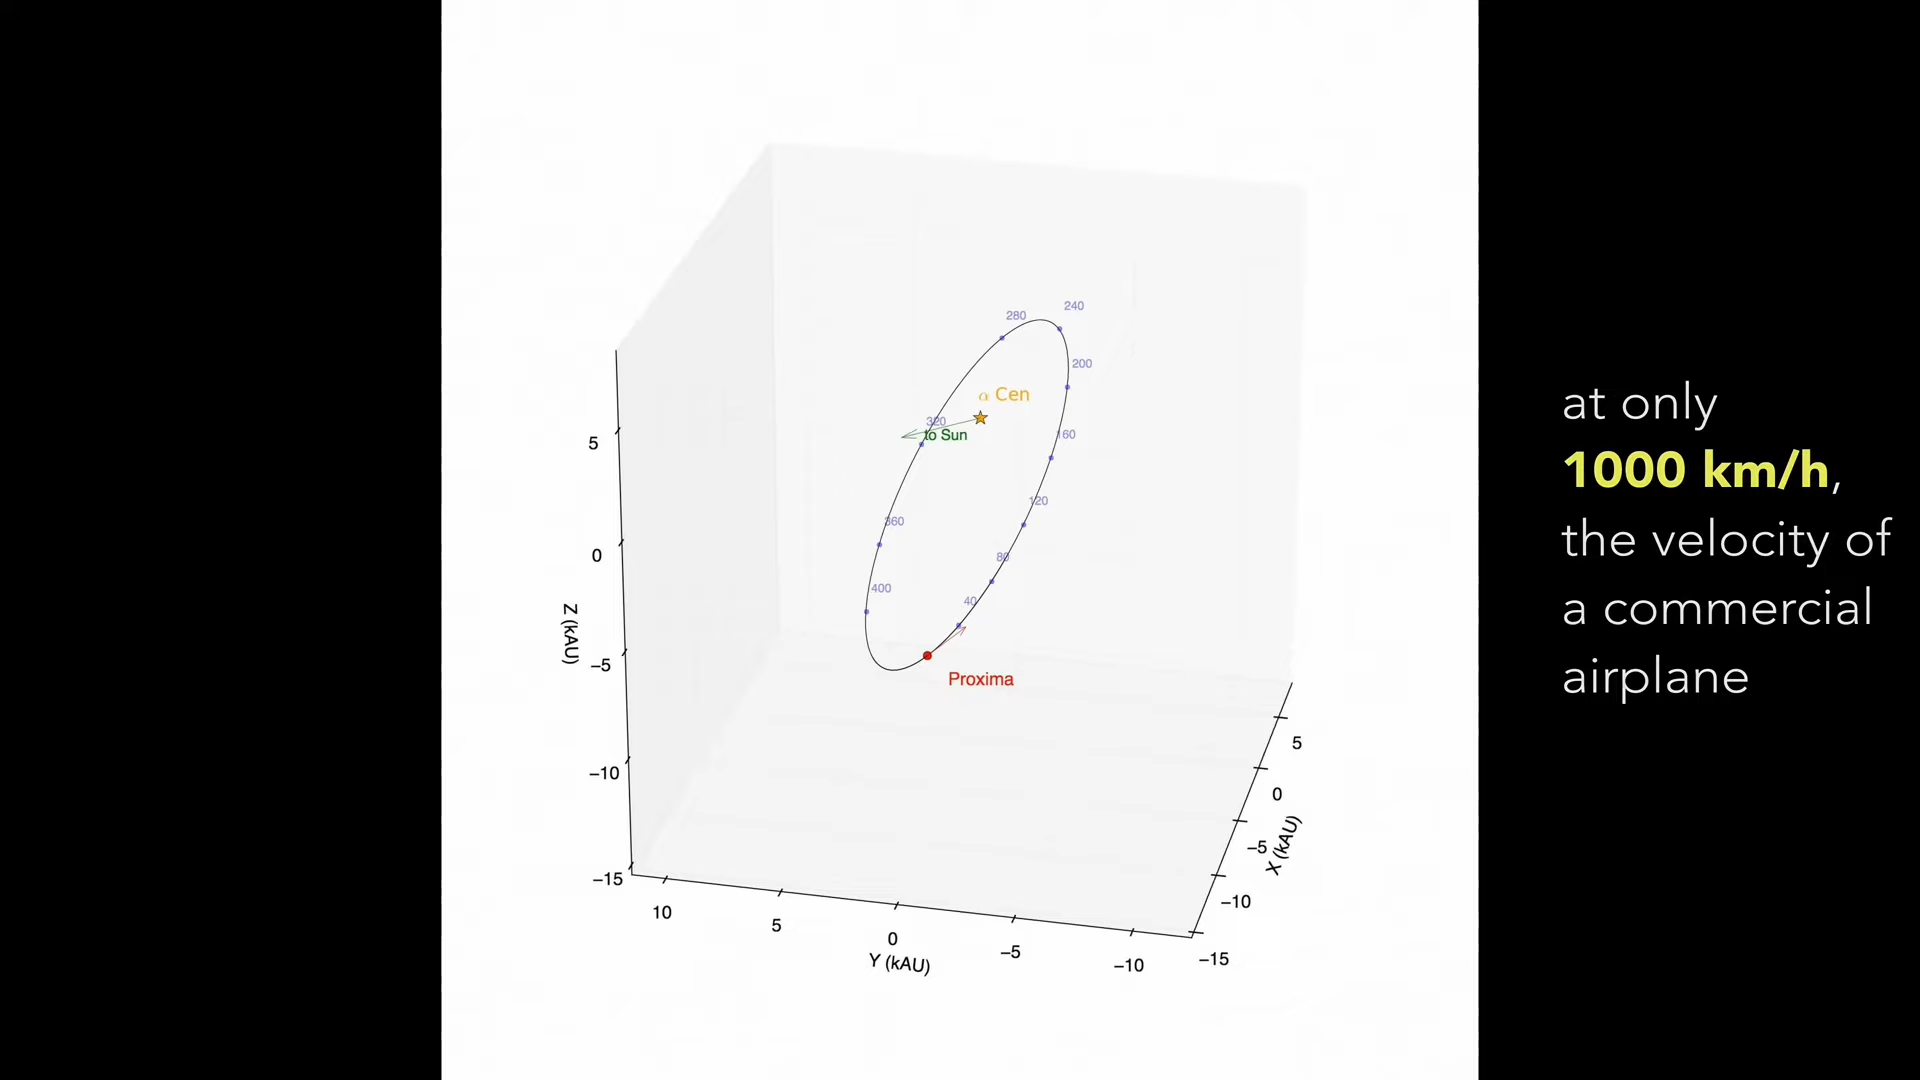 240
280
200
α Cen
320
to Sun
160
120
360
80
400
40
Proxima
5
0
−5
−10
−15
Z (kAU)
10
5
0
−5
−10
Y (kAU)
5
0
−5
−10
−15
X (kAU)
at only
1000 km/h,
the velocity of
a commercial
airplane